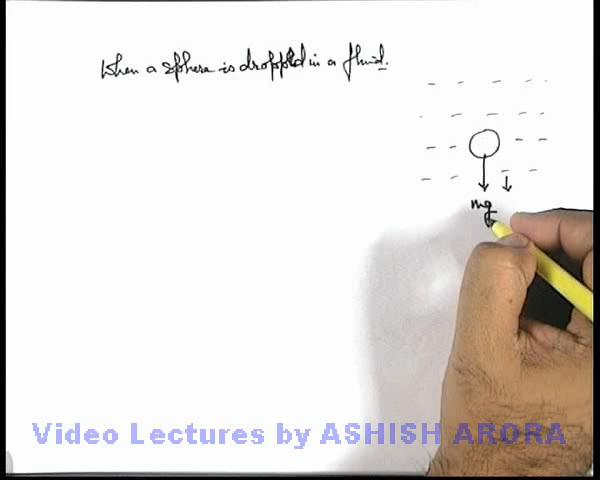 When a sphere is dropped in a fluid.
mg
Video Lectures by ASHISH ARORA